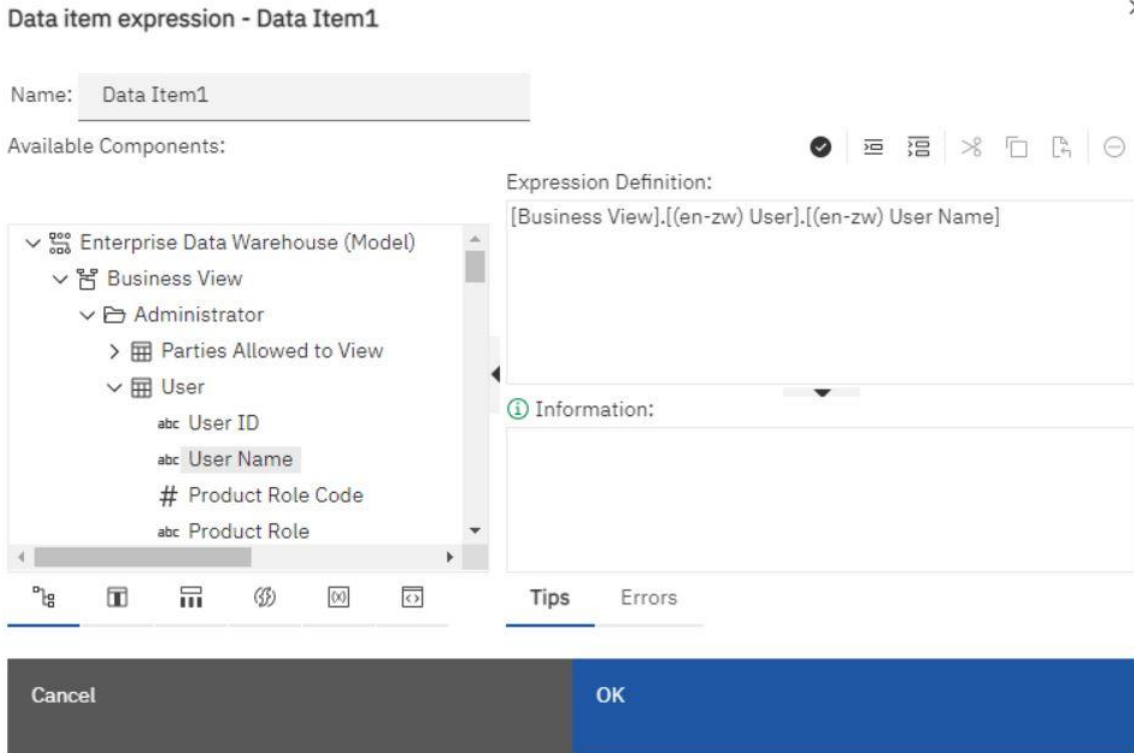 Data item expression - Data Item1
Name: Data Item1
Available Components:
Enterprise Data Warehouse (Model)
Business View
Administrator
Parties Allowed to View
User
abc User ID
abc User Name
# Product Role Code
abc Product Role
Expression Definition:
[Business View].[(en-zw) User].[(en-zw) User Name]
Information:
Tips Errors
Cancel OK